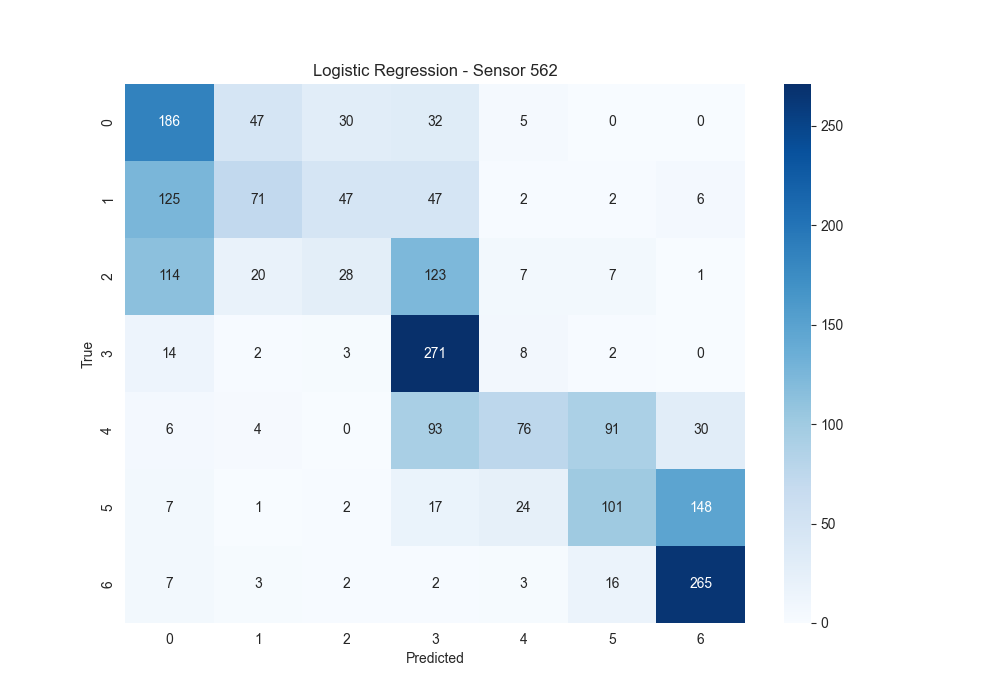 Logistic Regression - Sensor 562
0 186 47 30 32 5 0 0
1 125 71 47 47 2 2 6
2 114 20 28 123 7 7 1
3 14 2 3 271 8 2 0
4 6 4 0 93 76 91 30
5 7 1 2 17 24 101 148
6 7 3 2 2 3 16 265
True
0 1 2 3 4 5 6
Predicted
250
200
150
100
50
0